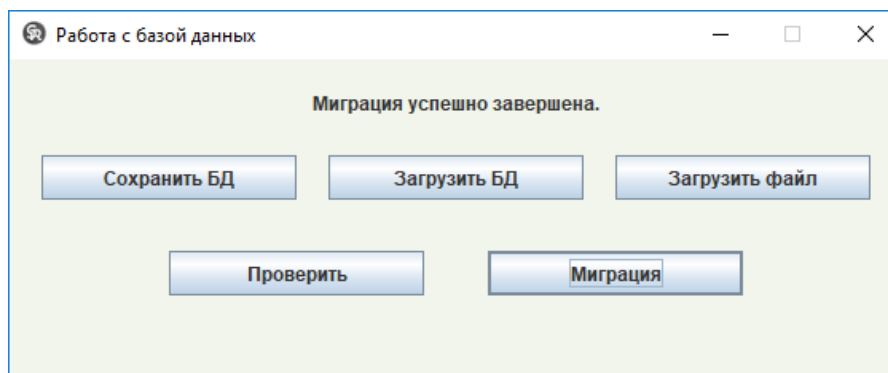 Работа с базой данных
Миграция успешно завершена.
Сохранить БД Загрузить БД Загрузить файл
Проверить Миграция